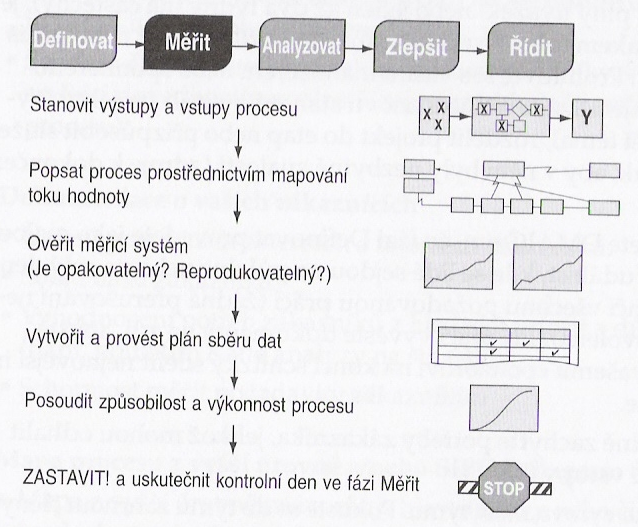 Definovat
Měřit
Analyzovat
Zlepšit
Řídit
Stanovit výstupy a vstupy procesu
X X
X
X X
X
X
Y
Popsat proces prostřednictvím mapování
toku hodnoty
Ověřit měřicí systém
(Je opakovatelný? Reprodukovatelný?)
Vytvořit a provést plán sběru dat
Posoudit způsobilost a výkonnost procesu
ZASTAVIT! a uskutečnit kontrolní den ve fázi Měřit
STOP